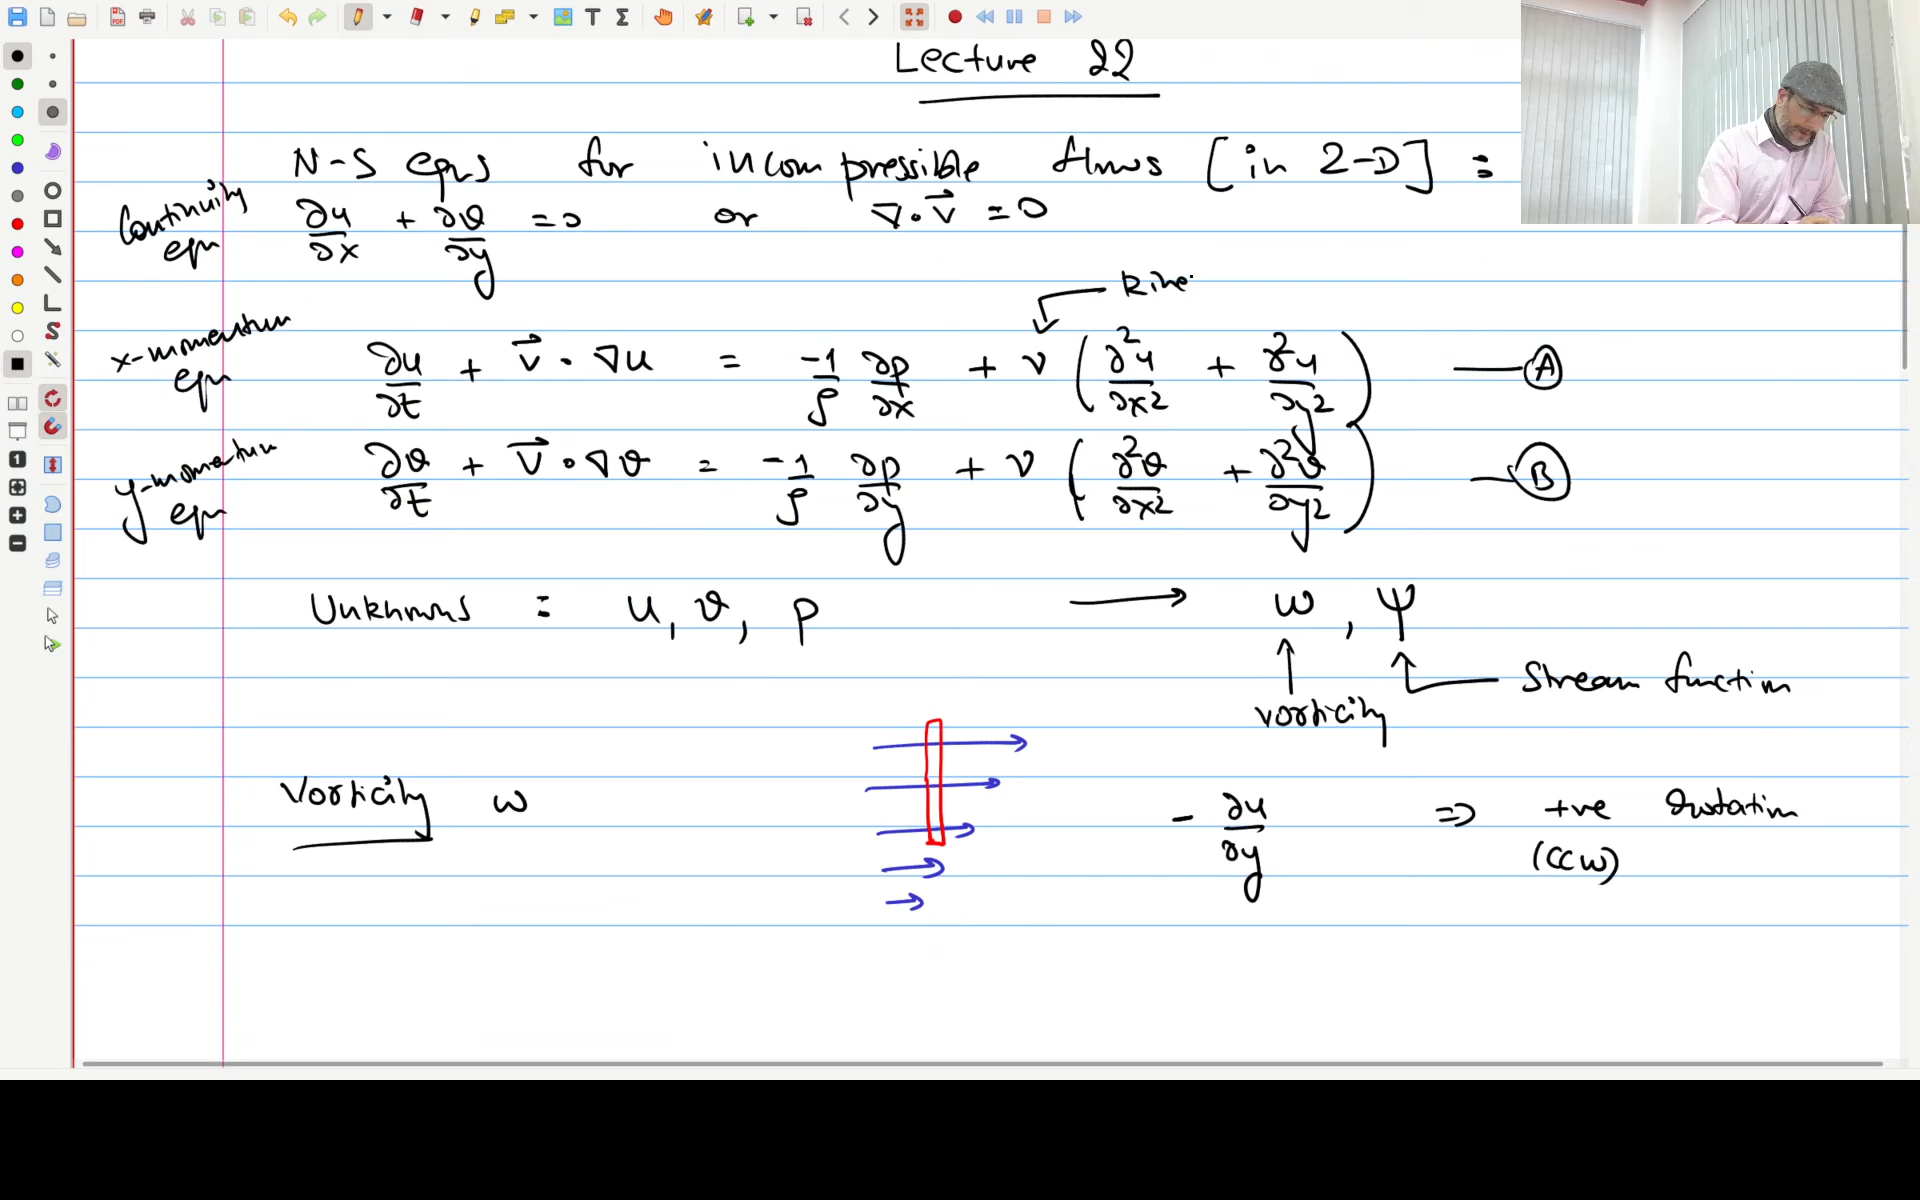 Lecture 22
N-S eqns for incompressible flows [in 2-D] :
Continuity eqn ∂u/∂x + ∂v/∂y = 0 or ∇·V⃗ = 0
Kine
x-momentum eqn ∂u/∂t + V⃗·∇u = -1/ρ ∂p/∂x + ν (∂²u/∂x² + ∂²u/∂y²) — Ⓐ
y-momentum eqn ∂v/∂t + V⃗·∇v = -1/ρ ∂p/∂y + ν (∂²v/∂x² + ∂²v/∂y²) — Ⓑ
Unknowns : u, v, p → ω, ψ
Stream function
vorticity
Vorticity ω - ∂u/∂y ⇒ +ve rotation
(CCW)